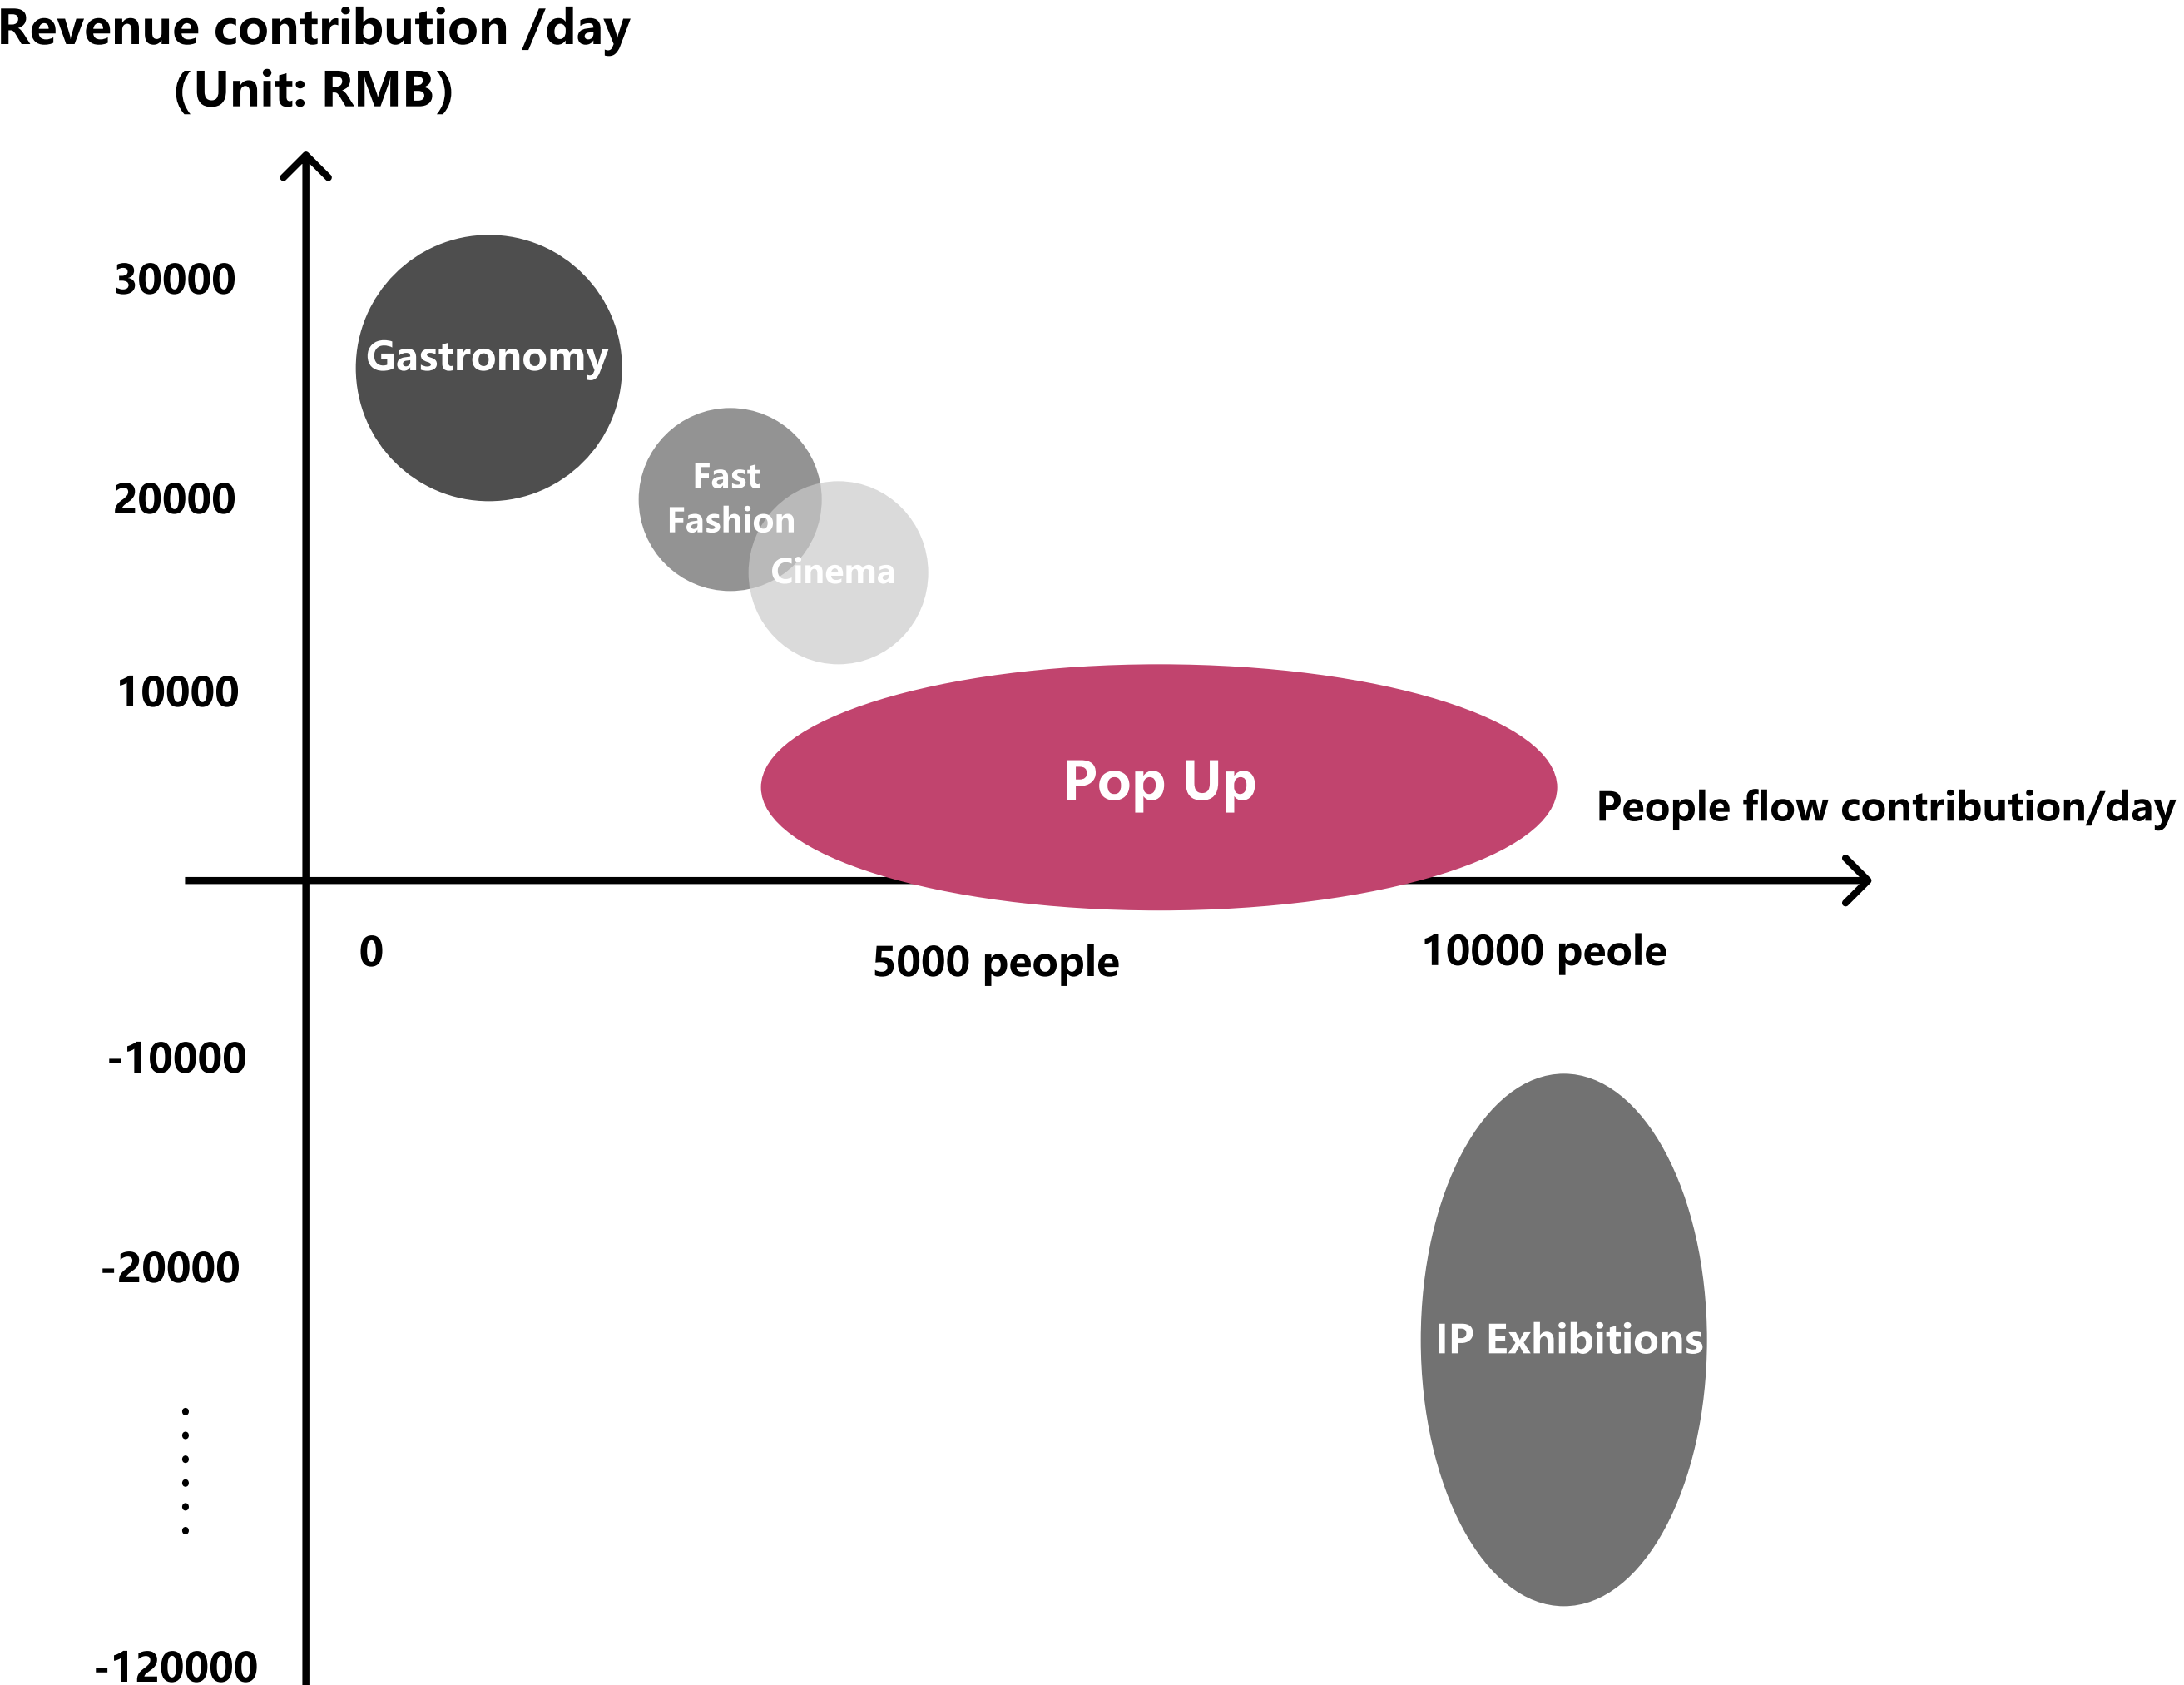 Revenue contribution /day
(Unit: RMB)
30000
Gastronomy
Fast
Fashion
20000
Cinema
10000
Pop Up
People flow contribution/day
0
5000 people
10000 peole
-10000
-20000
IP Exhibitions
-120000